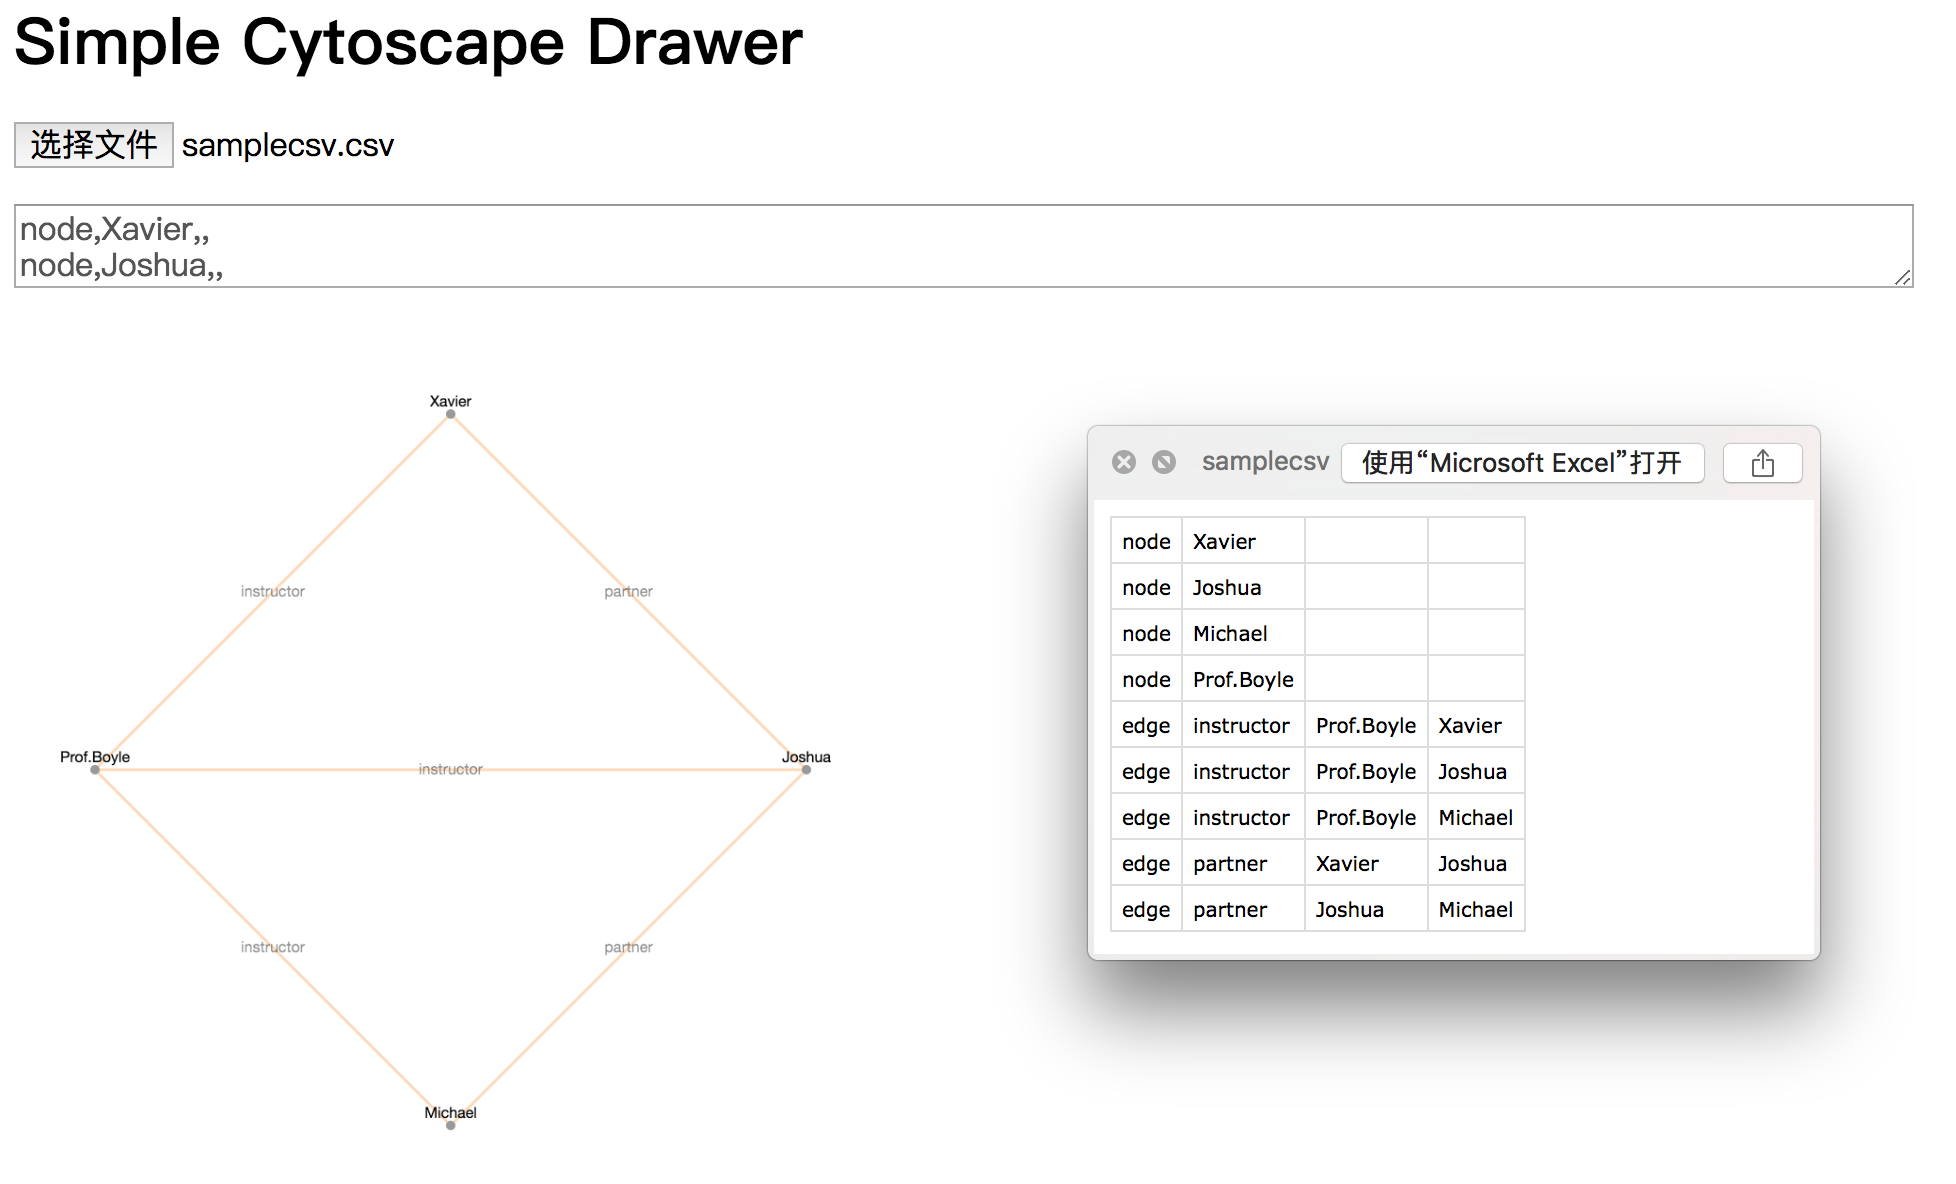 Simple Cytoscape Drawer
选择文件 samplecsv.csv
node,Xavier,,
node,Joshua,,
Xavier
instructor
partner
Prof.Boyle
instructor
Joshua
instructor
partner
Michael
samplecsv 使用“Microsoft Excel”打开
node Xavier
node Joshua
node Michael
node Prof.Boyle
edge instructor Prof.Boyle Xavier
edge instructor Prof.Boyle Joshua
edge instructor Prof.Boyle Michael
edge partner Xavier Joshua
edge partner Joshua Michael